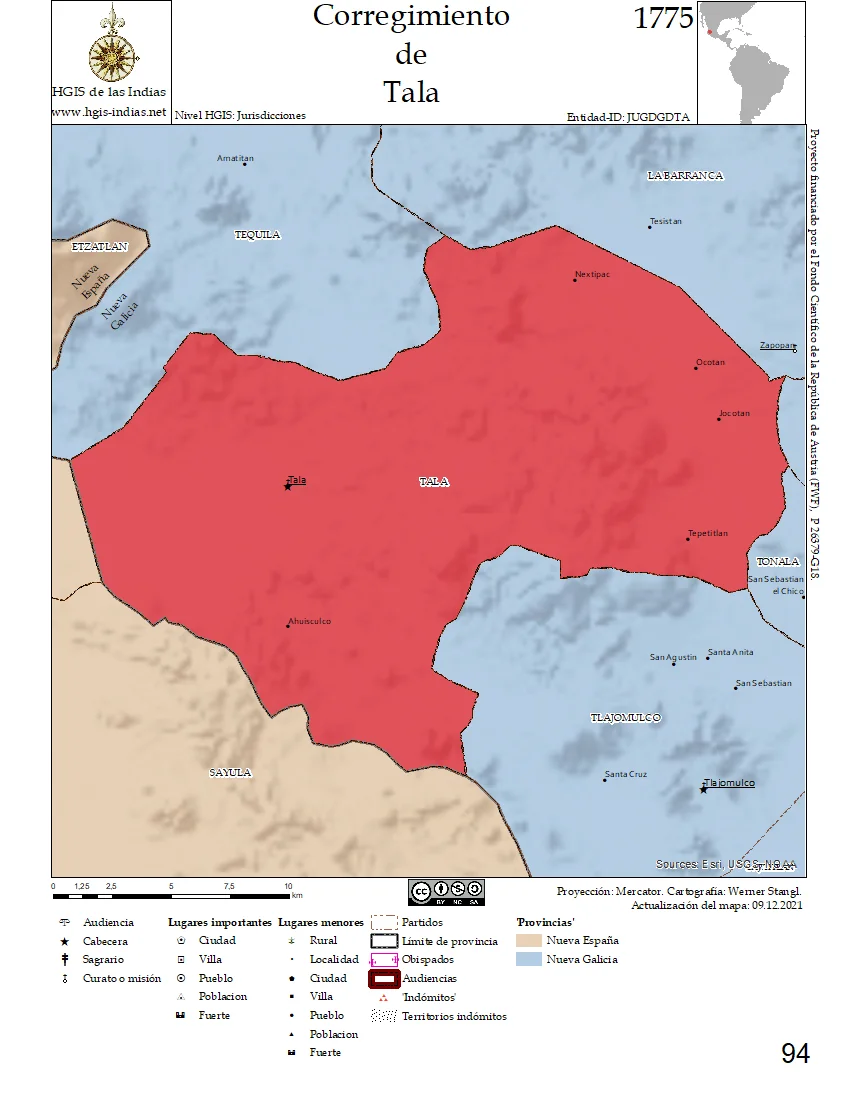 Corregimiento
de
Tala
1775
HGIS de las Indias
www.hgis-indias.net
Nivel HGIS: Jurisdicciones
Entidad-ID: JUGDGDTA
Amatitan
LA BARRANCA
Tesistan
TEQUILA
ETZATLAN
Nueva
España
Nueva
Galicia
Nextipac
Zapopan
Ocotan
Jocotan
Tala
TALA
Tepetitlan
TONALA
San Sebastian
el Chico
Ahuisculco
San Agustin
Santa Anita
San Sebastian
TLAJOMULCO
SAYULA
Santa Cruz
Tlajomulco
Sources: Esri, USGS, NOAA
Proyecto financiado por el Fondo Científico de la República de Austria (FWF), P 26379-G18.
0 1,25 2,5 5 7,5 10
km
CC BY NC SA
Proyección: Mercator. Cartografía: Werner Stangl.
Actualización del mapa: 09.12.2021
Audiencia
Cabecera
Sagrario
Curato o misión
Lugares importantes
Ciudad
Villa
Pueblo
Poblacion
Fuerte
Lugares menores
Rural
Localidad
Ciudad
Villa
Pueblo
Poblacion
Fuerte
Partidos
Límite de provincia
Obispados
Audiencias
'Indómitos'
Territorios indómitos
'Provincias'
Nueva España
Nueva Galicia
94